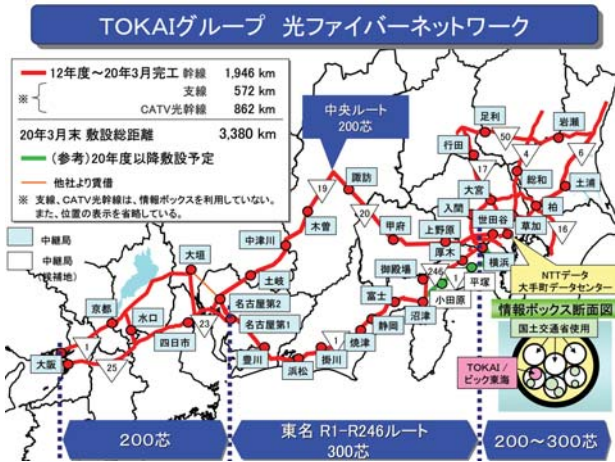 TOKAIグループ 光ファイバーネットワーク
12年度~20年3月完工 幹線 1,946 km
※ 支線 572 km
CATV光幹線 862 km
20年3月末 敷設総距離 3,380 km
(参考)20年度以降敷設予定
他社より賃借
※ 支線、CATV光幹線は、情報ボックスを利用していない。
また、位置の表示を省略している。
中継局
中継局
(候補地)
中央ルート
200芯
足利
50
岩瀬
行田
4
6
17
総和
土浦
諏訪
19
大宮
入間
柏
20
世田谷
草加
木曽
甲府
上野原
16
中津川
厚木
横浜
大垣
御殿場
246
1
平塚
NTTデータ
大手町データセンター
土岐
富士
小田原
京都
名古屋第2
沼津
情報ボックス断面図
水口
23
名古屋第1
静岡
国土交通省使用
1
四日市
1
焼津
大阪
25
豊川
浜松
掛川
TOKAI/
ビック東海
200芯
東名 R1-R246ルート
300芯
200~300芯